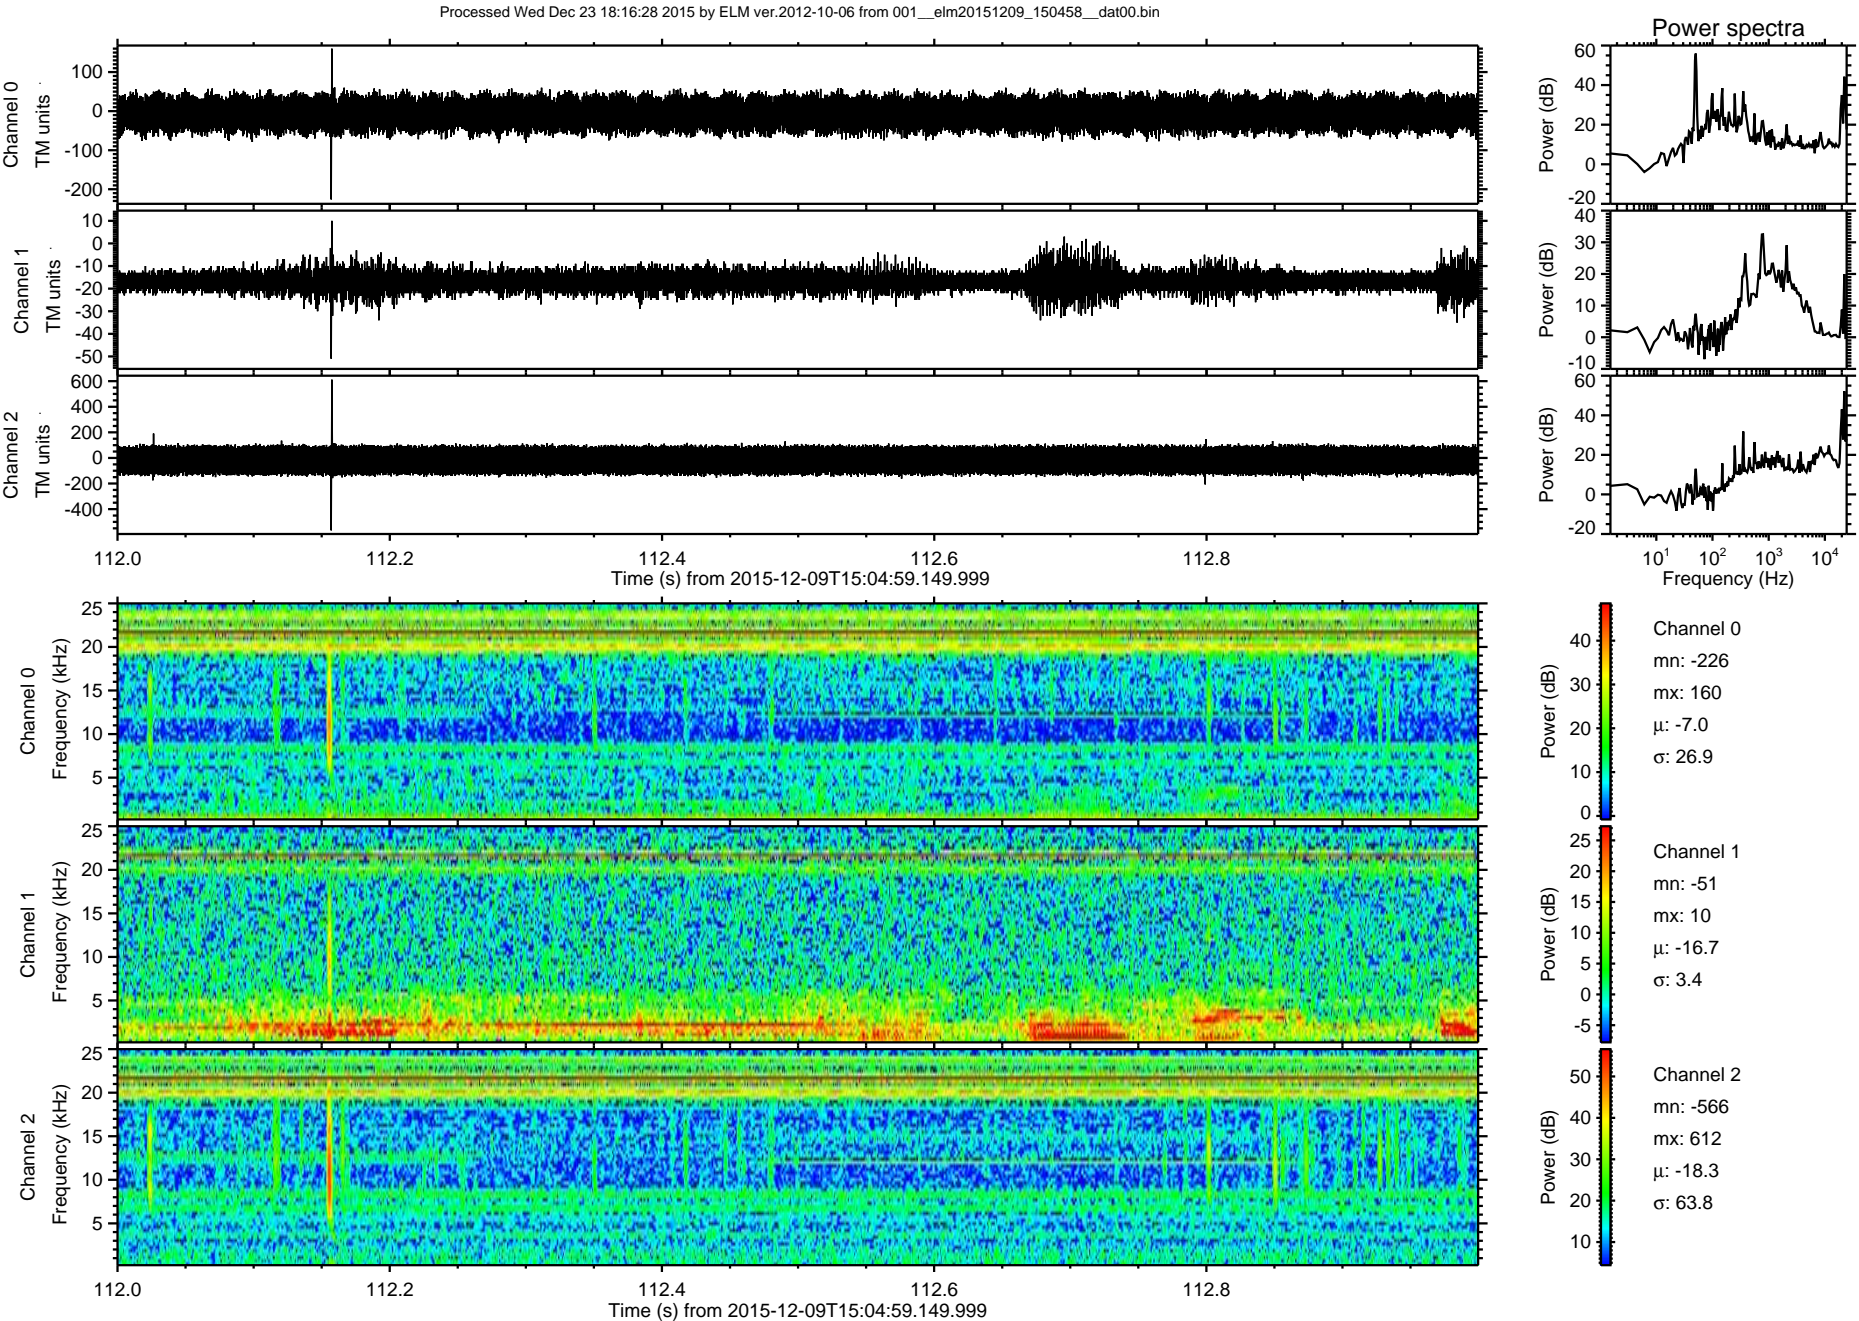 Processed Wed Dec 23 18:16:28 2015 by ELM ver.2012-10-06 from 001__elm20151209_150458__dat00.bin
Power spectra
Channel 0
TM units
100
0
-100
-200
Power (dB)
60
40
20
0
-20
Channel 1
TM units
10
0
-10
-20
-30
-40
-50
Power (dB)
40
30
20
10
0
-10
Channel 2
TM units
600
400
200
0
-200
-400
Power (dB)
60
40
20
0
-20
112.0 112.2 112.4 112.6 112.8
Time (s) from 2015-12-09T15:04:59.149.999
10¹ 10² 10³ 10⁴
Frequency (Hz)
Channel 0
Frequency (kHz)
25
20
15
10
5
Power (dB)
40
30
20
10
0
Channel 0
mn: -226
mx: 160
μ: -7.0
σ: 26.9
Channel 1
Frequency (kHz)
25
20
15
10
5
Power (dB)
25
20
15
10
5
0
-5
Channel 1
mn: -51
mx: 10
μ: -16.7
σ: 3.4
Channel 2
Frequency (kHz)
25
20
15
10
5
Power (dB)
50
40
30
20
10
Channel 2
mn: -566
mx: 612
μ: -18.3
σ: 63.8
112.0 112.2 112.4 112.6 112.8
Time (s) from 2015-12-09T15:04:59.149.999